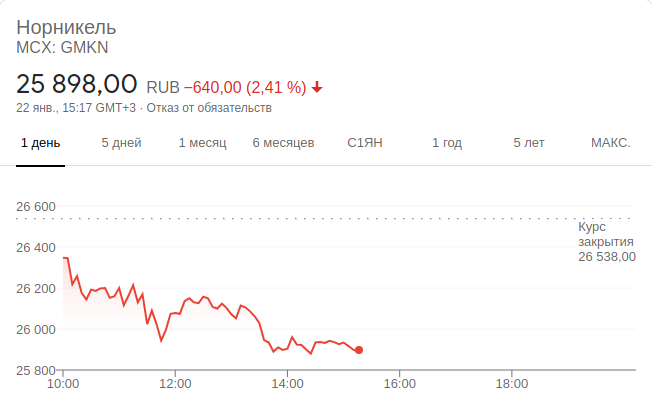 Норникель
MCX: GMKN
25 898,00 RUB −640,00 (2,41 %)
22 янв., 15:17 GMT+3 · Отказ от обязательств
1 день 5 дней 1 месяц 6 месяцев С1ЯН 1 год 5 лет МАКС.
26 600
Курс
закрытия
26 538,00
26 400
26 200
26 000
25 800
10:00 12:00 14:00 16:00 18:00